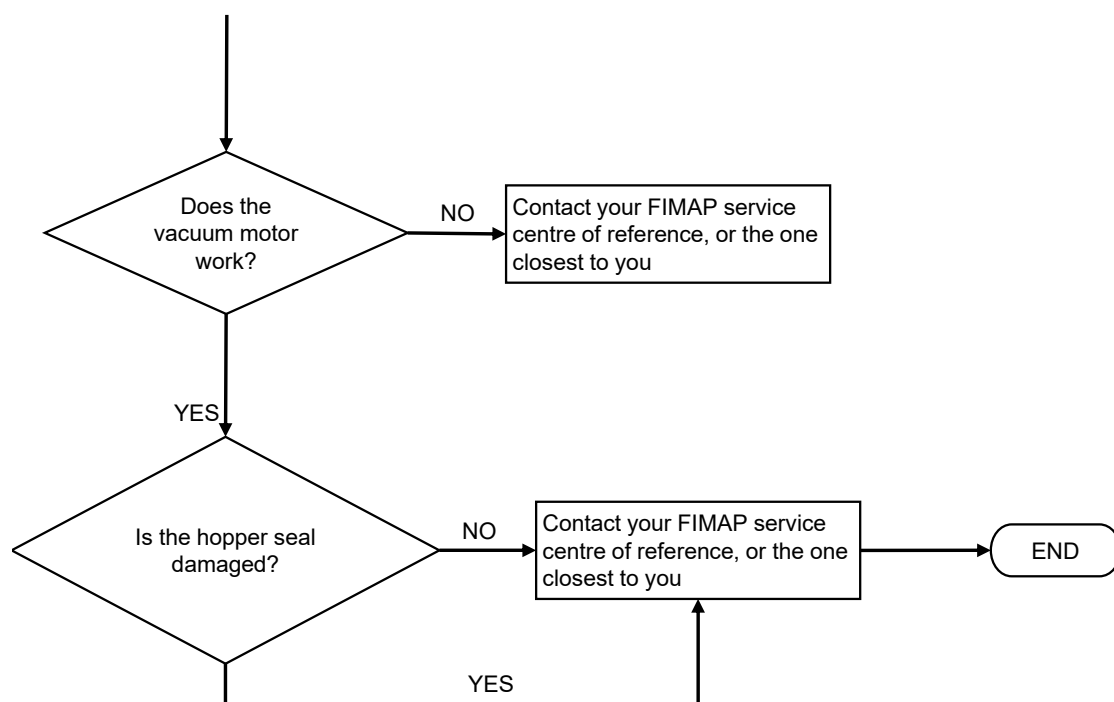 Does the
vacuum motor
work?
NO
Contact your FIMAP service
centre of reference, or the one
closest to you
YES
Is the hopper seal
damaged?
NO
Contact your FIMAP service
centre of reference, or the one
closest to you
END
YES